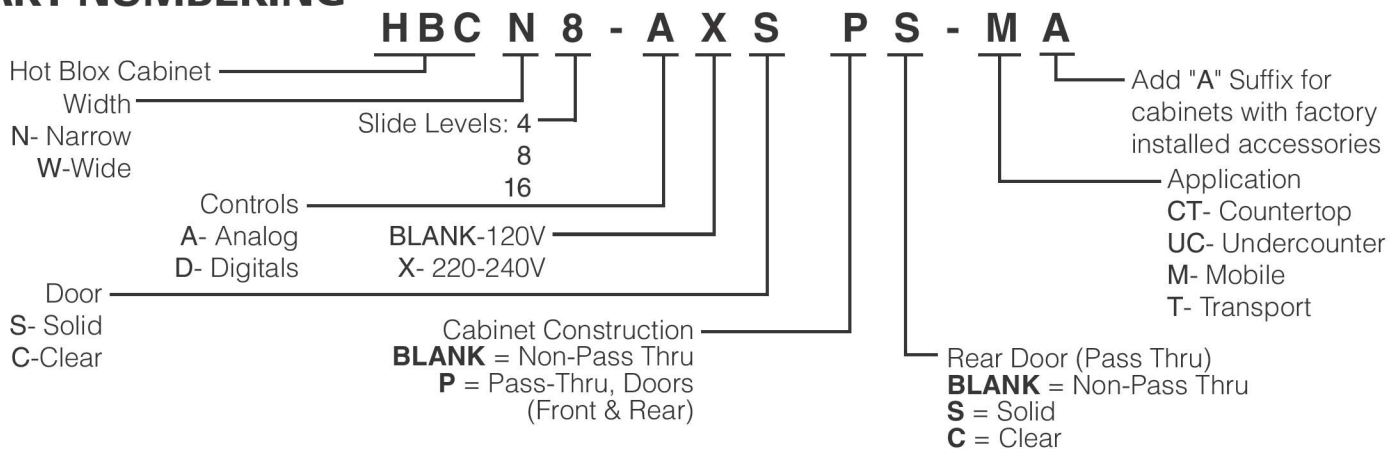 ART NUMBERING
HBC N 8 - A X S P S - M A
Hot Blox Cabinet
Width
N- Narrow
W-Wide
Slide Levels: 4
8
16
Controls
A- Analog
D- Digitals
BLANK-120V
X- 220-240V
Door
S- Solid
C-Clear
Cabinet Construction
BLANK = Non-Pass Thru
P = Pass-Thru, Doors
(Front & Rear)
Rear Door (Pass Thru)
BLANK = Non-Pass Thru
S = Solid
C = Clear
Application
CT- Countertop
UC- Undercounter
M- Mobile
T- Transport
Add "A" Suffix for
cabinets with factory
installed accessories